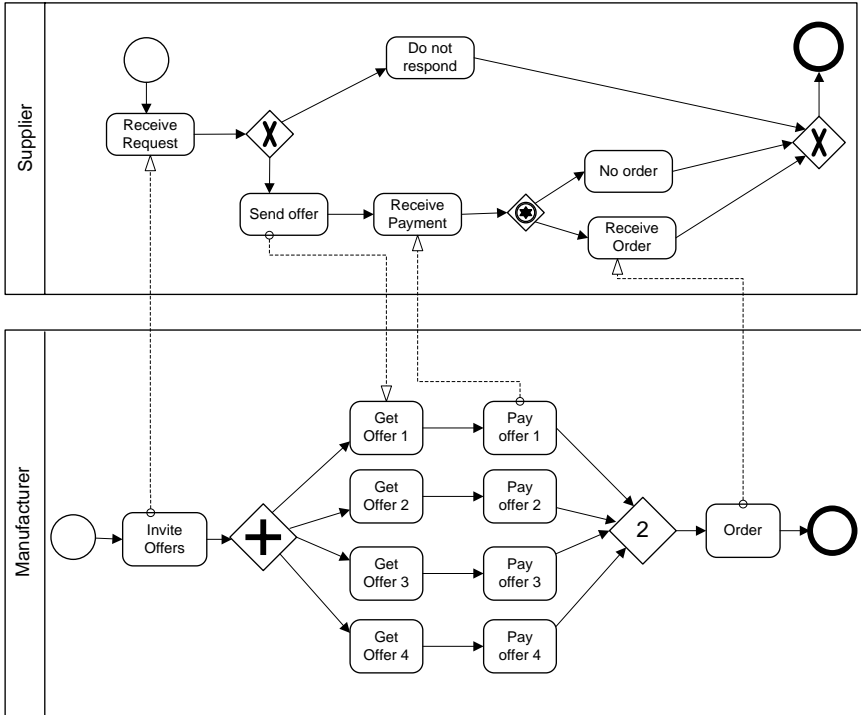 Supplier
Do not
respond
Receive
Request
X
X
No order
Send offer
Receive
Payment
Receive
Order
Manufacturer
Get
Offer 1
Pay
offer 1
Get
Offer 2
Pay
offer 2
Invite
Offers
2
Order
Get
Offer 3
Pay
offer 3
Get
Offer 4
Pay
offer 4